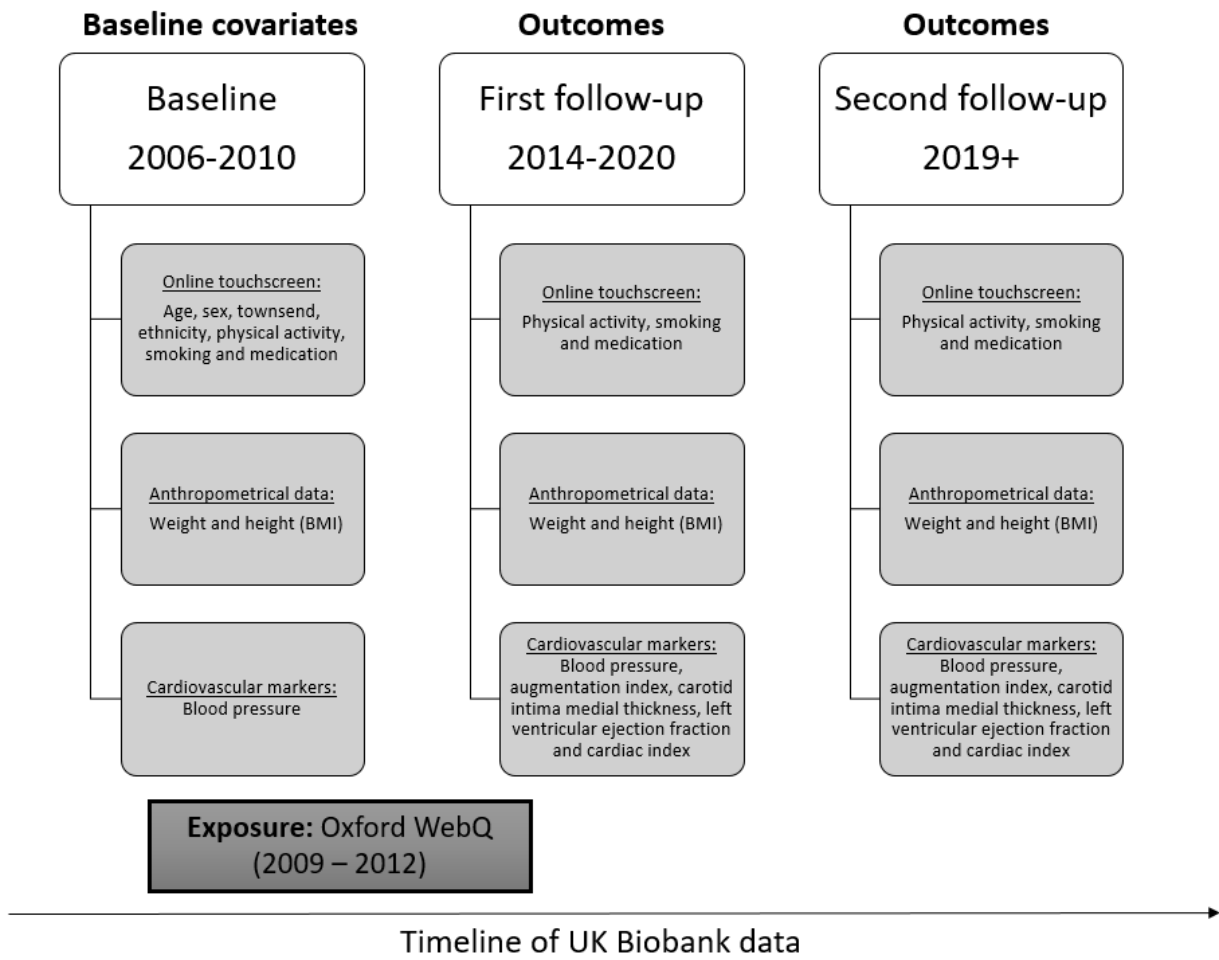 Baseline covariates
Baseline
2006-2010
Online touchscreen:
Age, sex, townsend,
ethnicity, physical activity,
smoking and medication
Anthropometrical data:
Weight and height (BMI)
Cardiovascular markers:
Blood pressure
Outcomes
First follow-up
2014-2020
Online touchscreen:
Physical activity, smoking
and medication
Anthropometrical data:
Weight and height (BMI)
Cardiovascular markers:
Blood pressure,
augmentation index, carotid
intima medial thickness, left
ventricular ejection fraction
and cardiac index
Outcomes
Second follow-up
2019+
Online touchscreen:
Physical activity, smoking
and medication
Anthropometrical data:
Weight and height (BMI)
Cardiovascular markers:
Blood pressure,
augmentation index, carotid
intima medial thickness, left
ventricular ejection fraction
and cardiac index
Exposure: Oxford WebQ
(2009 – 2012)
Timeline of UK Biobank data